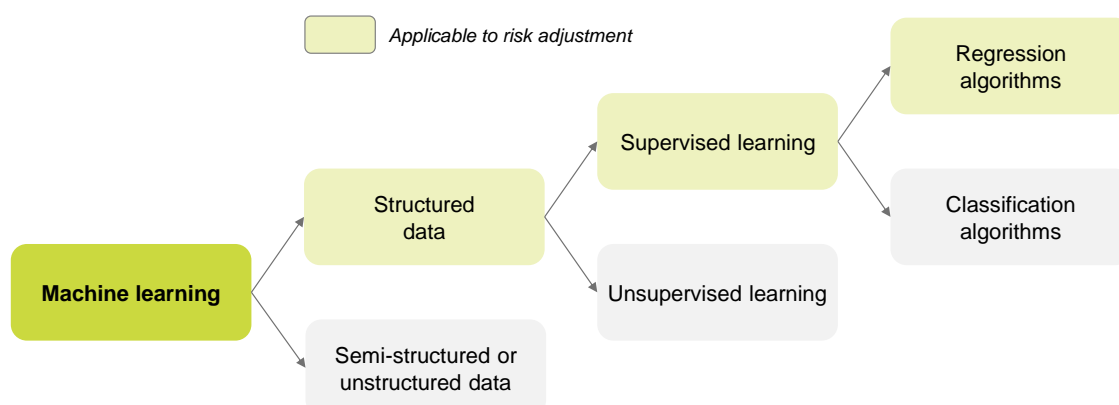 Applicable to risk adjustment
Regression
algorithms
Supervised learning
Structured
data
Classification
algorithms
Machine learning
Unsupervised learning
Semi-structured or
unstructured data